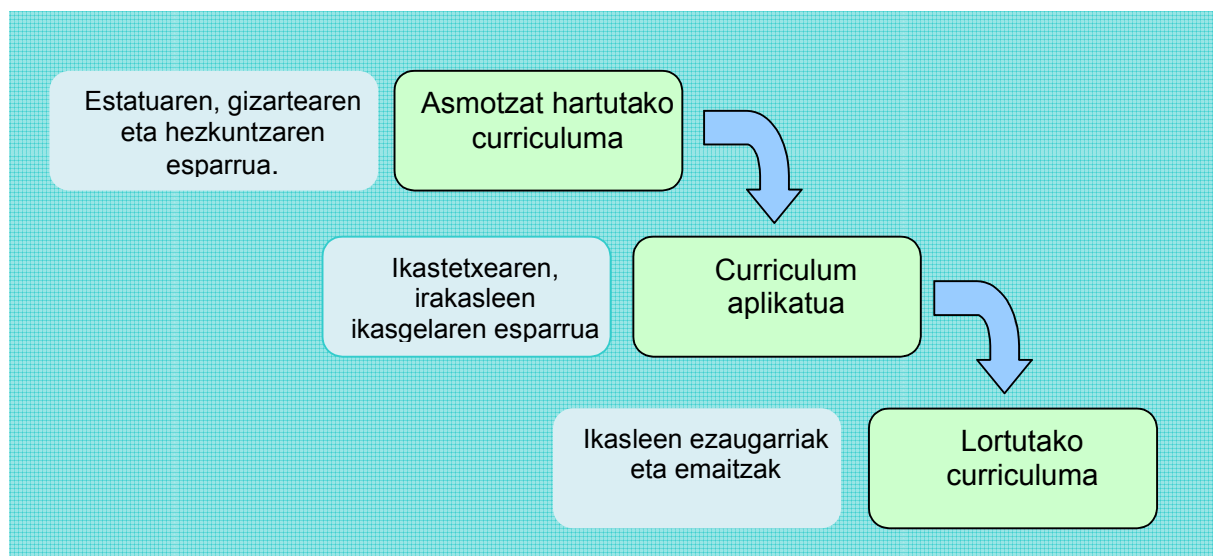 Estatuaren, gizartearen
eta hezkuntzaren
esparrua.
Asmotzat hartutako
curriculuma
Ikastetxearen,
irakasleen
ikasgelaren esparrua
Curriculum
aplikatua
Ikasleen ezaugarriak
eta emaitzak
Lortutako
curriculuma